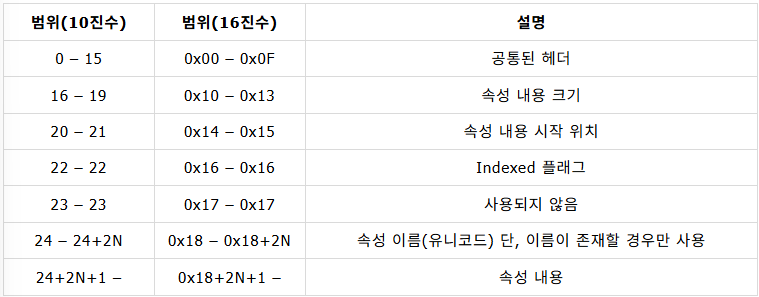 범위(10진수) 범위(16진수) 설명
0 – 15 0x00 – 0x0F 공통된 헤더
16 – 19 0x10 – 0x13 속성 내용 크기
20 – 21 0x14 – 0x15 속성 내용 시작 위치
22 – 22 0x16 – 0x16 Indexed 플래그
23 – 23 0x17 – 0x17 사용되지 않음
24 – 24+2N 0x18 – 0x18+2N 속성 이름(유니코드) 단, 이름이 존재할 경우만 사용
24+2N+1 – 0x18+2N+1 – 속성 내용